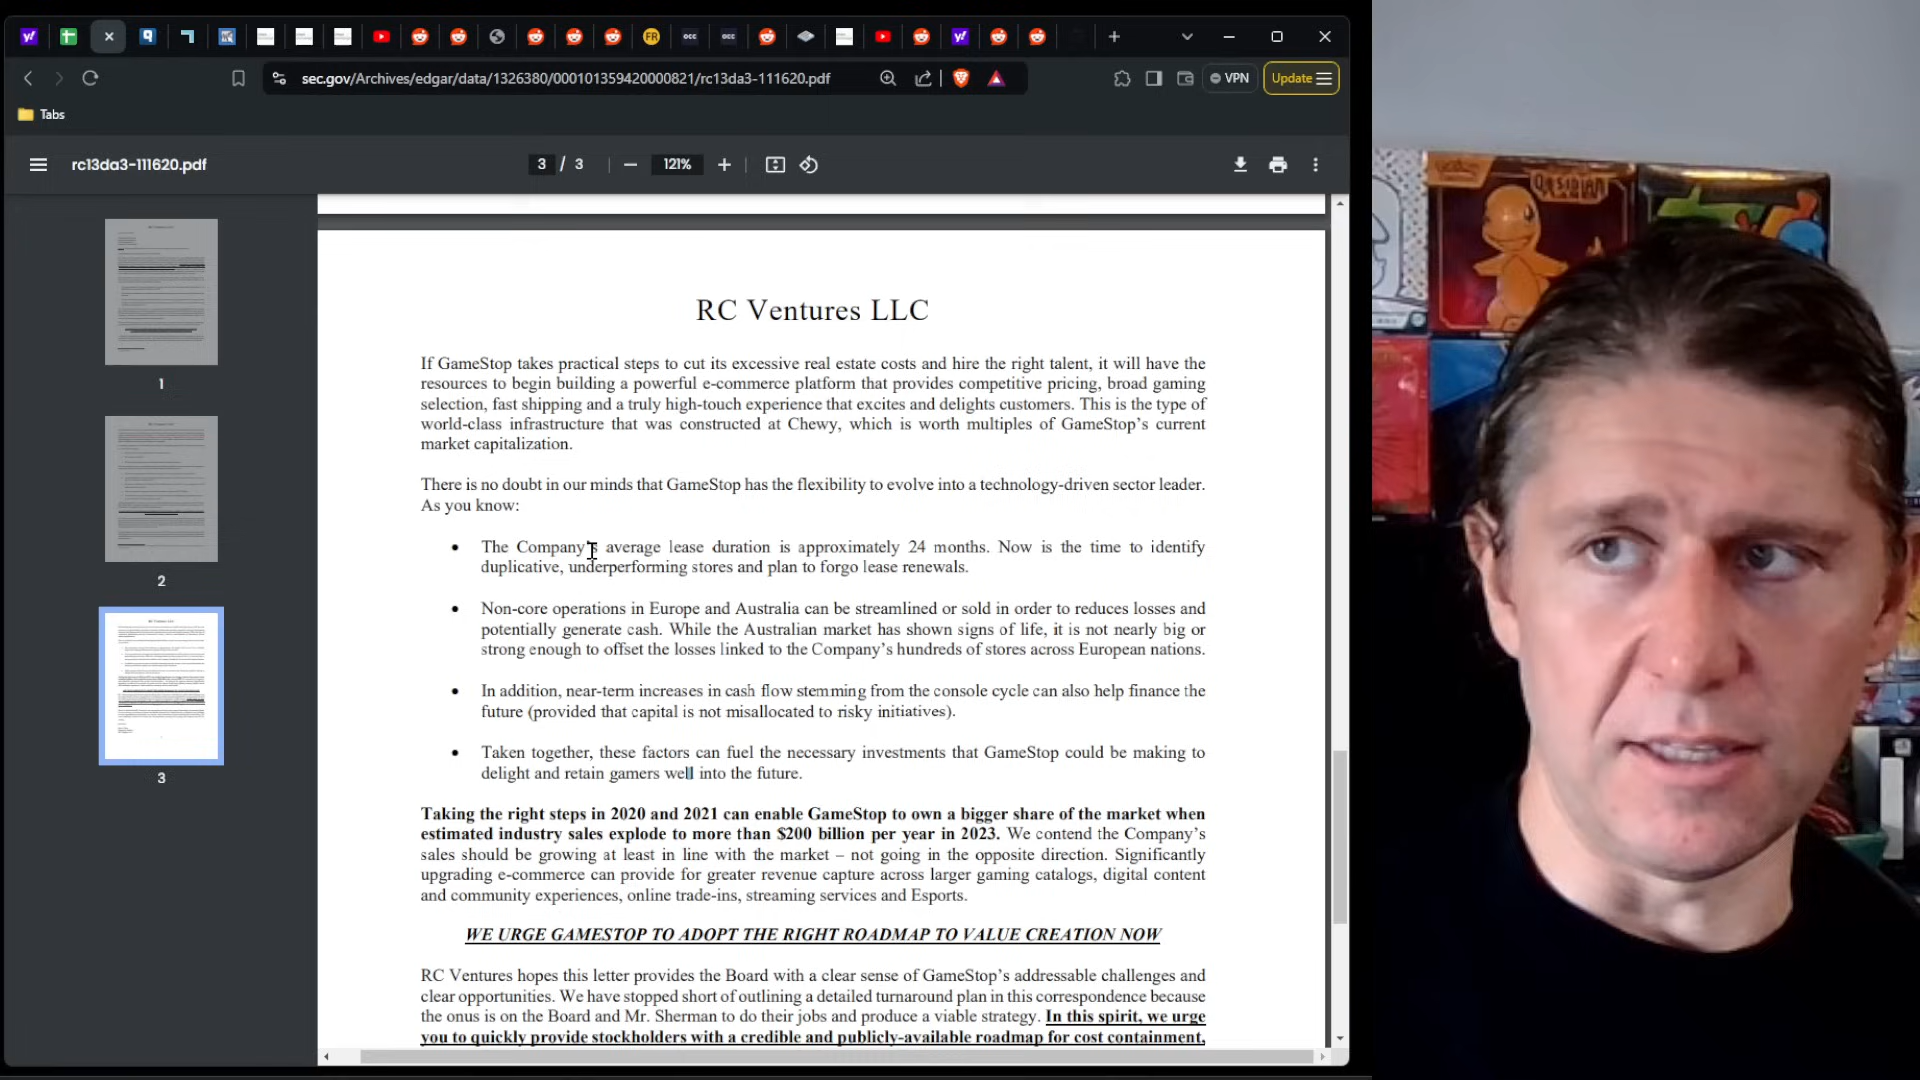 sec.gov/Archives/edgar/data/1326380/000101359420000821/rc13da3-111620.pdf
VPN
Update
Tabs
rc13da3-111620.pdf
3 / 3
121%
1
2
3
RC Ventures LLC
If GameStop takes practical steps to cut its excessive real estate costs and hire the right talent, it will have the
resources to begin building a powerful e-commerce platform that provides competitive pricing, broad gaming
selection, fast shipping and a truly high-touch experience that excites and delights customers. This is the type of
world-class infrastructure that was constructed at Chewy, which is worth multiples of GameStop's current
market capitalization.
There is no doubt in our minds that GameStop has the flexibility to evolve into a technology-driven sector leader.
As you know:
• The Company's average lease duration is approximately 24 months. Now is the time to identify
duplicative, underperforming stores and plan to forgo lease renewals.
• Non-core operations in Europe and Australia can be streamlined or sold in order to reduces losses and
potentially generate cash. While the Australian market has shown signs of life, it is not nearly big or
strong enough to offset the losses linked to the Company's hundreds of stores across European nations.
• In addition, near-term increases in cash flow stemming from the console cycle can also help finance the
future (provided that capital is not misallocated to risky initiatives).
• Taken together, these factors can fuel the necessary investments that GameStop could be making to
delight and retain gamers well into the future.
Taking the right steps in 2020 and 2021 can enable GameStop to own a bigger share of the market when
estimated industry sales explode to more than $200 billion per year in 2023. We contend the Company's
sales should be growing at least in line with the market – not going in the opposite direction. Significantly
upgrading e-commerce can provide for greater revenue capture across larger gaming catalogs, digital content
and community experiences, online trade-ins, streaming services and Esports.
WE URGE GAMESTOP TO ADOPT THE RIGHT ROADMAP TO VALUE CREATION NOW
RC Ventures hopes this letter provides the Board with a clear sense of GameStop's addressable challenges and
clear opportunities. We have stopped short of outlining a detailed turnaround plan in this correspondence because
the onus is on the Board and Mr. Sherman to do their jobs and produce a viable strategy. In this spirit, we urge
you to quickly provide stockholders with a credible and publicly-available roadmap for cost containment,